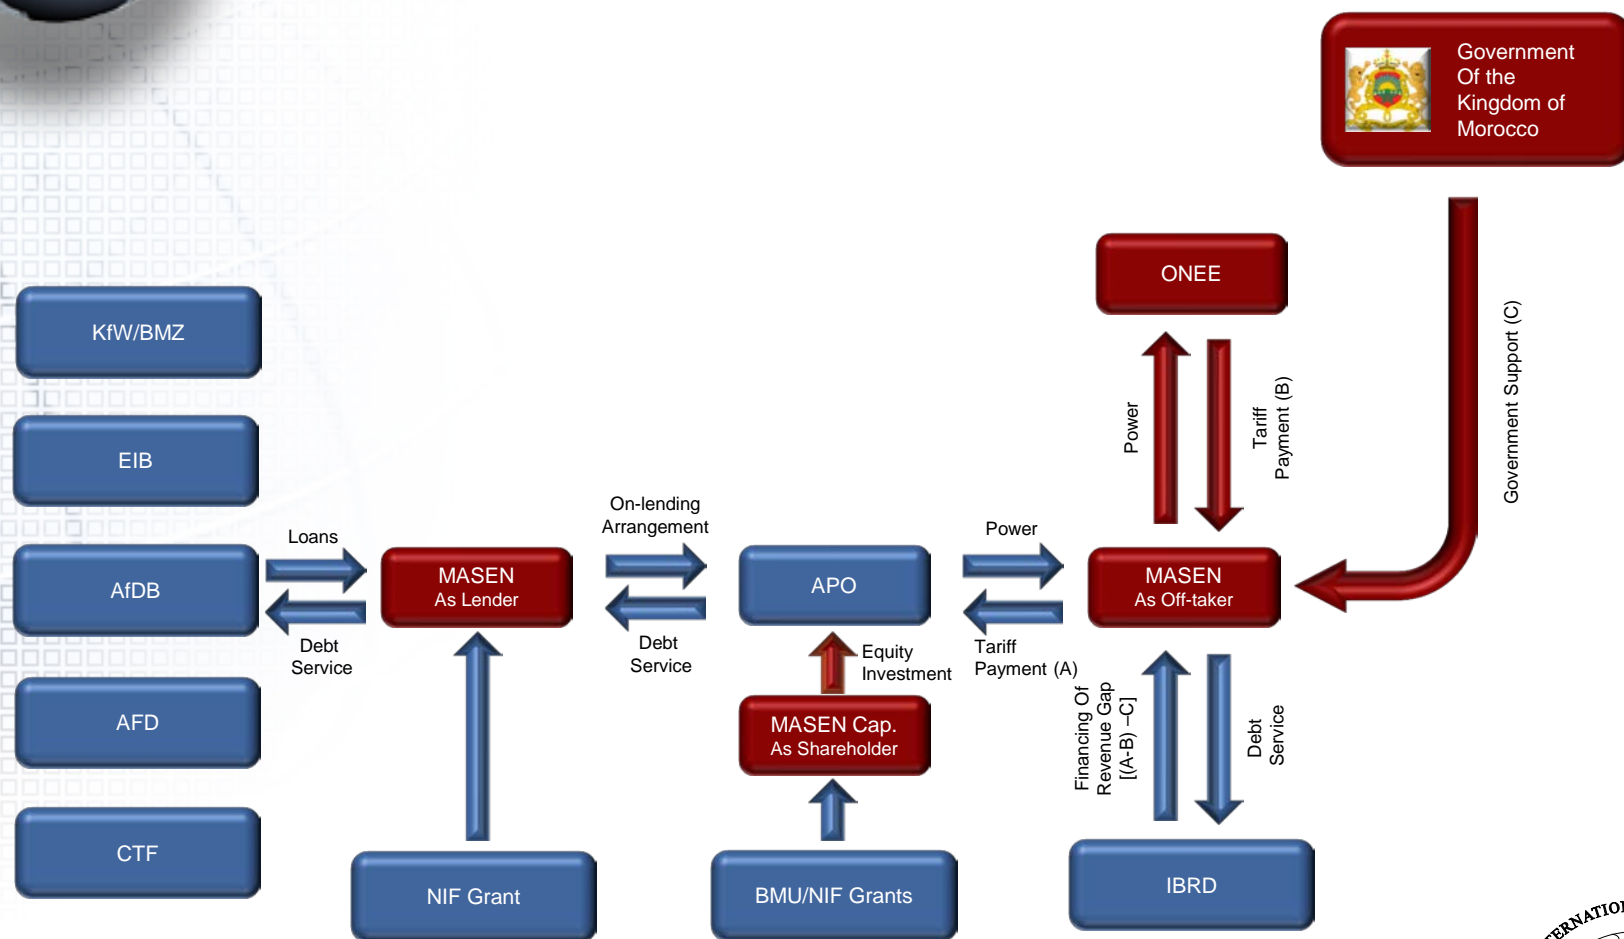 Government
Of the
Kingdom of
Morocco
ONEE
KfW/BMZ
Government Support (C)
Power
Tariff
Payment (B)
EIB
On-lending
Arrangement
Loans
Power
AfDB
MASEN
As Lender
APO
MASEN
As Off-taker
Debt
Service
Debt
Service
Equity
Investment
Tariff
Payment (A)
AFD
MASEN Cap.
As Shareholder
Financing Of
Revenue Gap
[(A-B) –C]
Debt
Service
CTF
NIF Grant
BMU/NIF Grants
IBRD